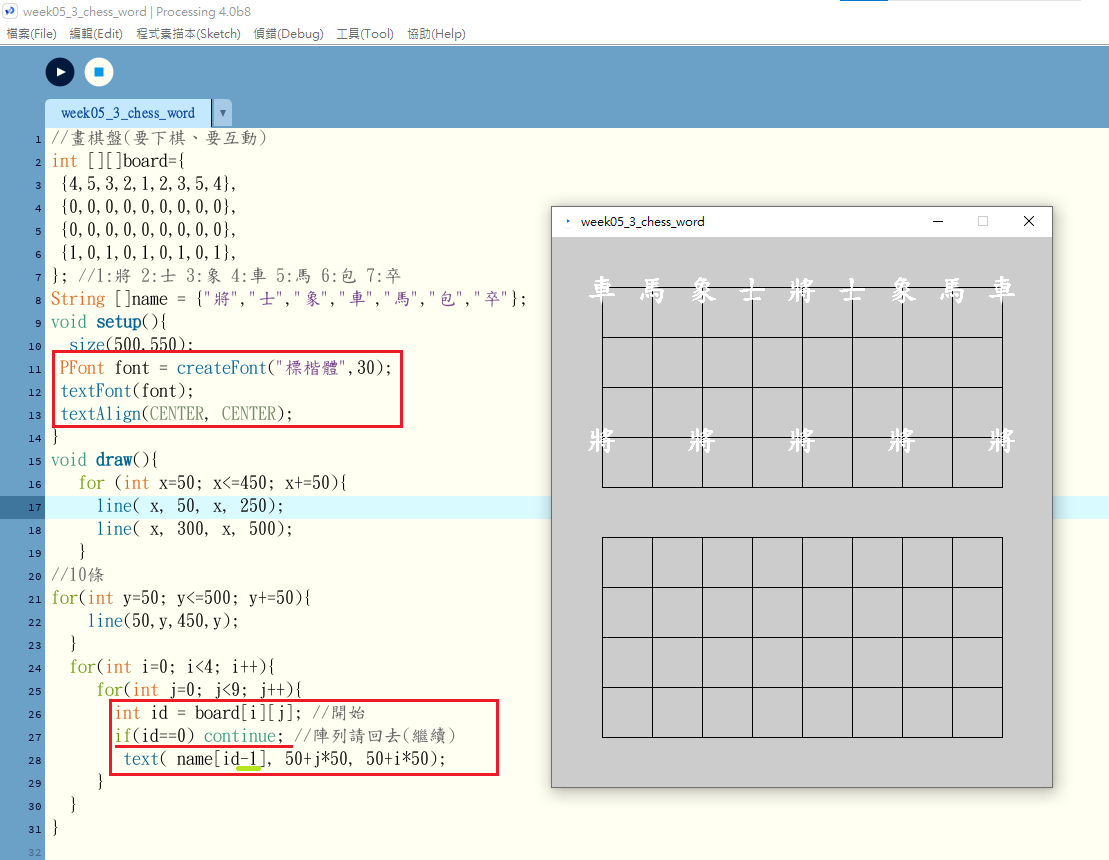 week05_3_chess_word | Processing 4.0b8
檔案(File) 編輯(Edit) 程式素描本(Sketch) 偵錯(Debug) 工具(Tool) 協助(Help)
week05_3_chess_word ▼
1 //畫棋盤(要下棋、要互動)
2 int [][]board={
3 {4,5,3,2,1,2,3,5,4},
4 {0,0,0,0,0,0,0,0,0},
5 {0,0,0,0,0,0,0,0,0},
6 {1,0,1,0,1,0,1,0,1},
7 }; //1:將 2:士 3:象 4:車 5:馬 6:包 7:卒
8 String []name = {"將","士","象","車","馬","包","卒"};
9 void setup(){
10 size(500,550);
11 PFont font = createFont("標楷體",30);
12 textFont(font);
13 textAlign(CENTER, CENTER);
14 }
15 void draw(){
16 for (int x=50; x<=450; x+=50){
17 line( x, 50, x, 250);
18 line( x, 300, x, 500);
19 }
20 //10條
21 for(int y=50; y<=500; y+=50){
22 line(50,y,450,y);
23 }
24 for(int i=0; i<4; i++){
25 for(int j=0; j<9; j++){
26 int id = board[i][j]; //開始
27 if(id==0) continue; //陣列請回去(繼續)
28 text( name[id-1], 50+j*50, 50+i*50);
29 }
30 }
31 }
32
week05_3_chess_word
車 馬 象 士 將 士 象 馬 車
將 將 將 將 將